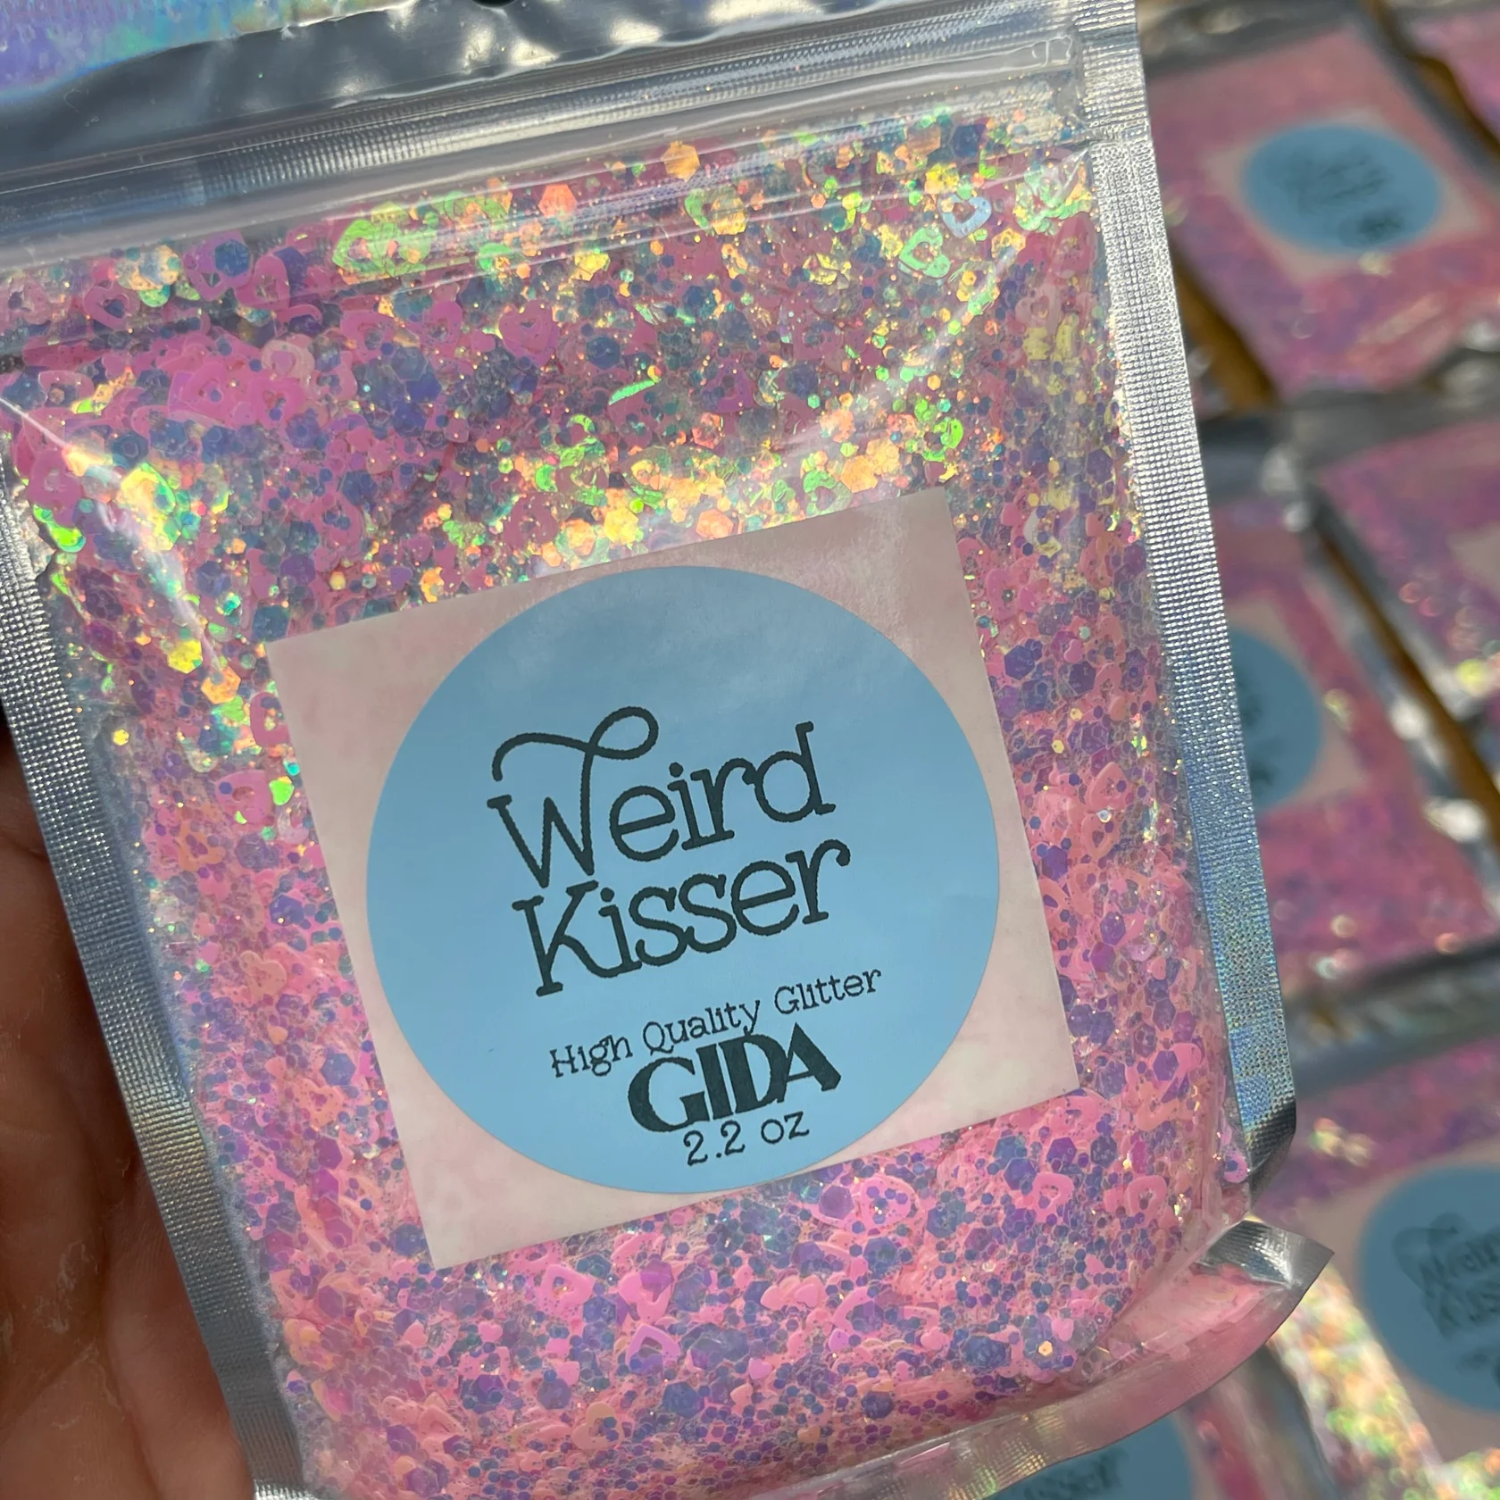 Weird
Kisser
High Quality Glitter
GIDA
2.2 oz